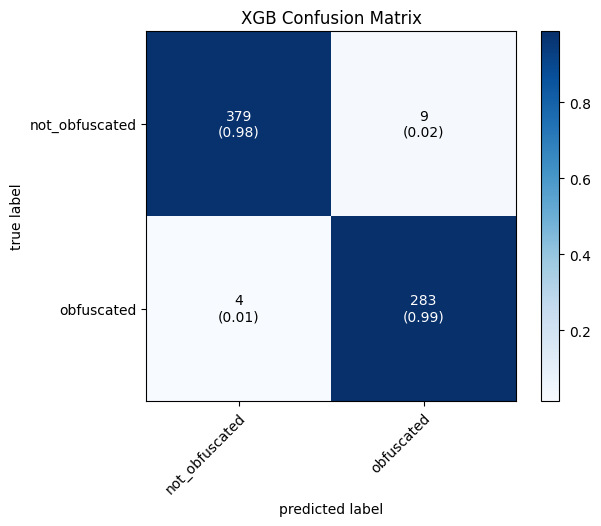 XGB Confusion Matrix
true label
not_obfuscated
379
(0.98)
9
(0.02)
obfuscated
4
(0.01)
283
(0.99)
not_obfuscated
obfuscated
predicted label
0.8
0.6
0.4
0.2